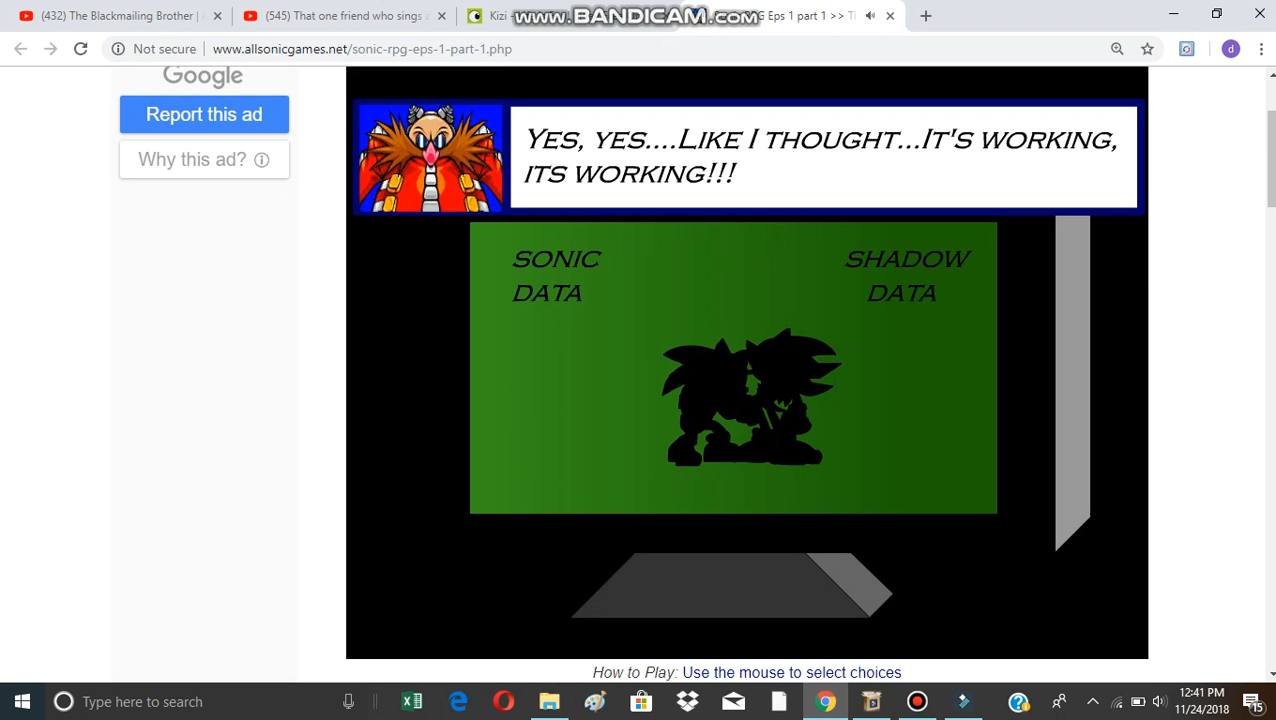 (432) The Blackmailing Brother |
(545) That one friend who sings a
Kizi -
www.BANDICAM.com
RPG Eps 1 part 1 >> T
Not secure
www.allsonicgames.net/sonic-rpg-eps-1-part-1.php
d
Google
Report this ad
Why this ad?
YES, YES....LIKE I THOUGHT...IT'S WORKING,
ITS WORKING!!!
SONIC
DATA
SHADOW
DATA
How to Play: Use the mouse to select choices
Type here to search
12:41 PM
11/24/2018
15